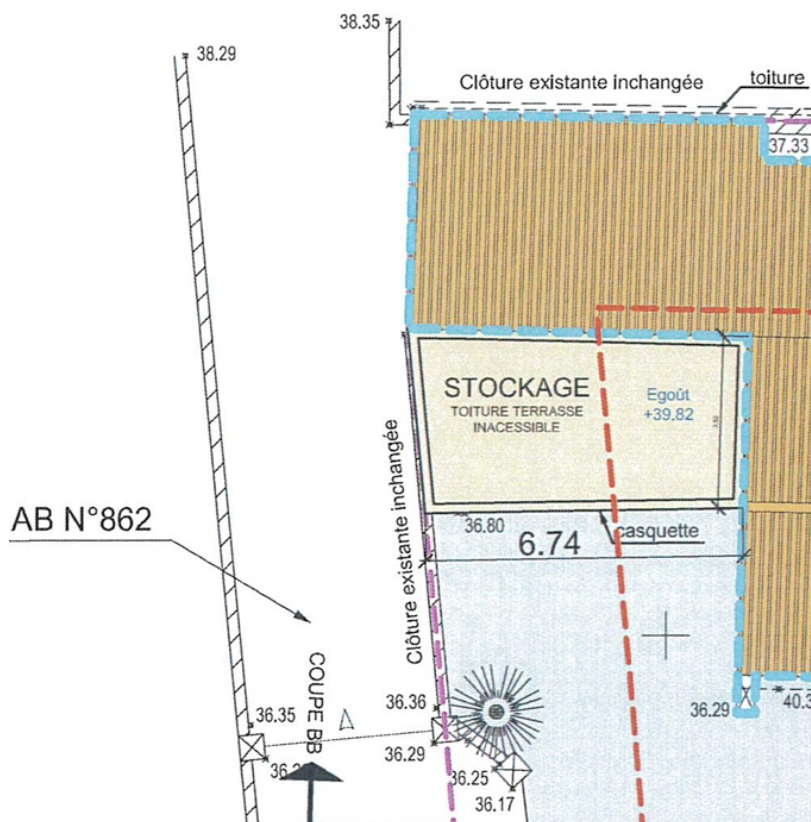 38.35
38.29
Clôture existante inchangée
toiture
37.33
STOCKAGE
TOITURE TERRASSE
INACCESSIBLE
Egoût
+39.82
Clôture existante inchangée
AB N°862
36.80
casquette
6.74
COUPE BB
36.35
36.36
36.29
36.29
40.3
36.25
36.17